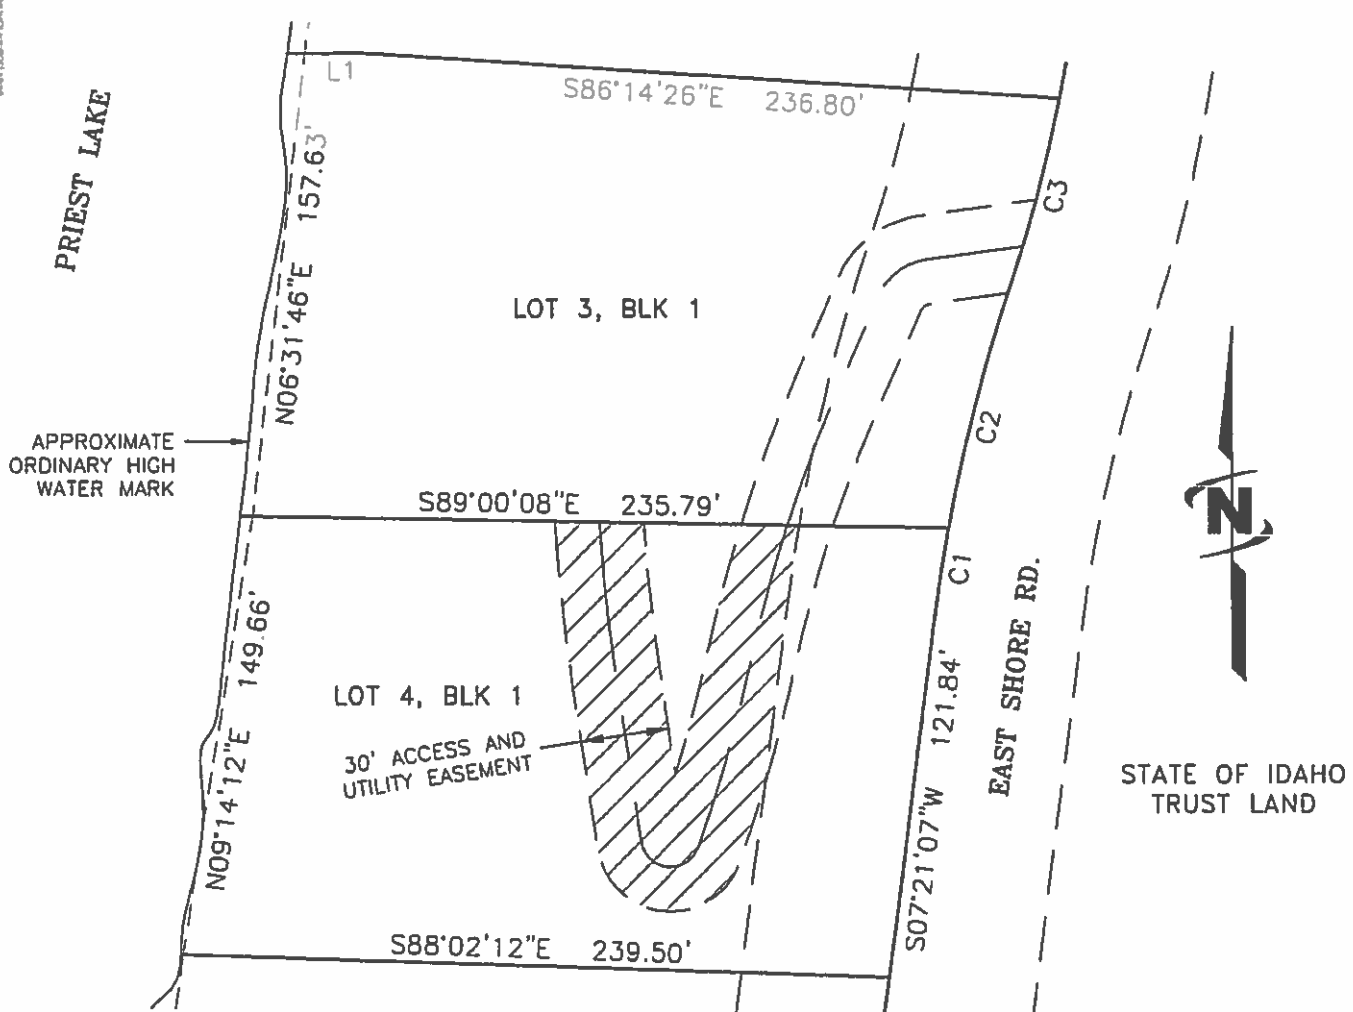 L1
S86°14'26"E 236.80'
PRIEST LAKE
N06°31'46"E 157.63'
C3
LOT 3, BLK 1
APPROXIMATE
ORDINARY HIGH
WATER MARK
C2
S89°00'08"E 235.79'
N
C1
EAST SHORE RD.
N09°14'12"E 149.66'
LOT 4, BLK 1
30' ACCESS AND
UTILITY EASEMENT
S07°21'07"W 121.84'
STATE OF IDAHO
TRUST LAND
S88°02'12"E 239.50'